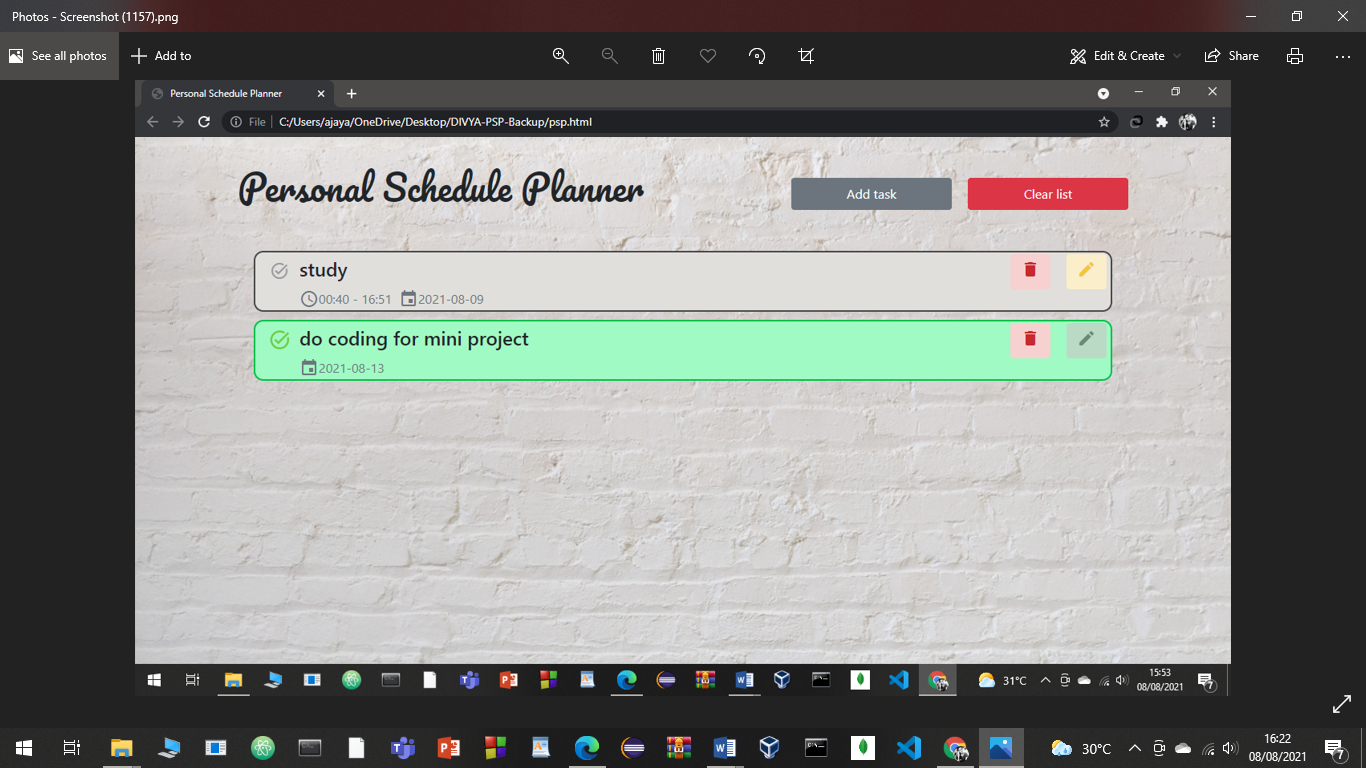 Photos - Screenshot (1157).png
See all photos
Add to
Edit & Create
Share
Personal Schedule Planner
File
C:/Users/ajaya/OneDrive/Desktop/DIVYA-PSP-Backup/psp.html
Personal Schedule Planner
Add task
Clear list
study
00:40 - 16:51
2021-08-09
do coding for mini project
2021-08-13
31°C
15:53
08/08/2021
7
30°C
16:22
08/08/2021
7